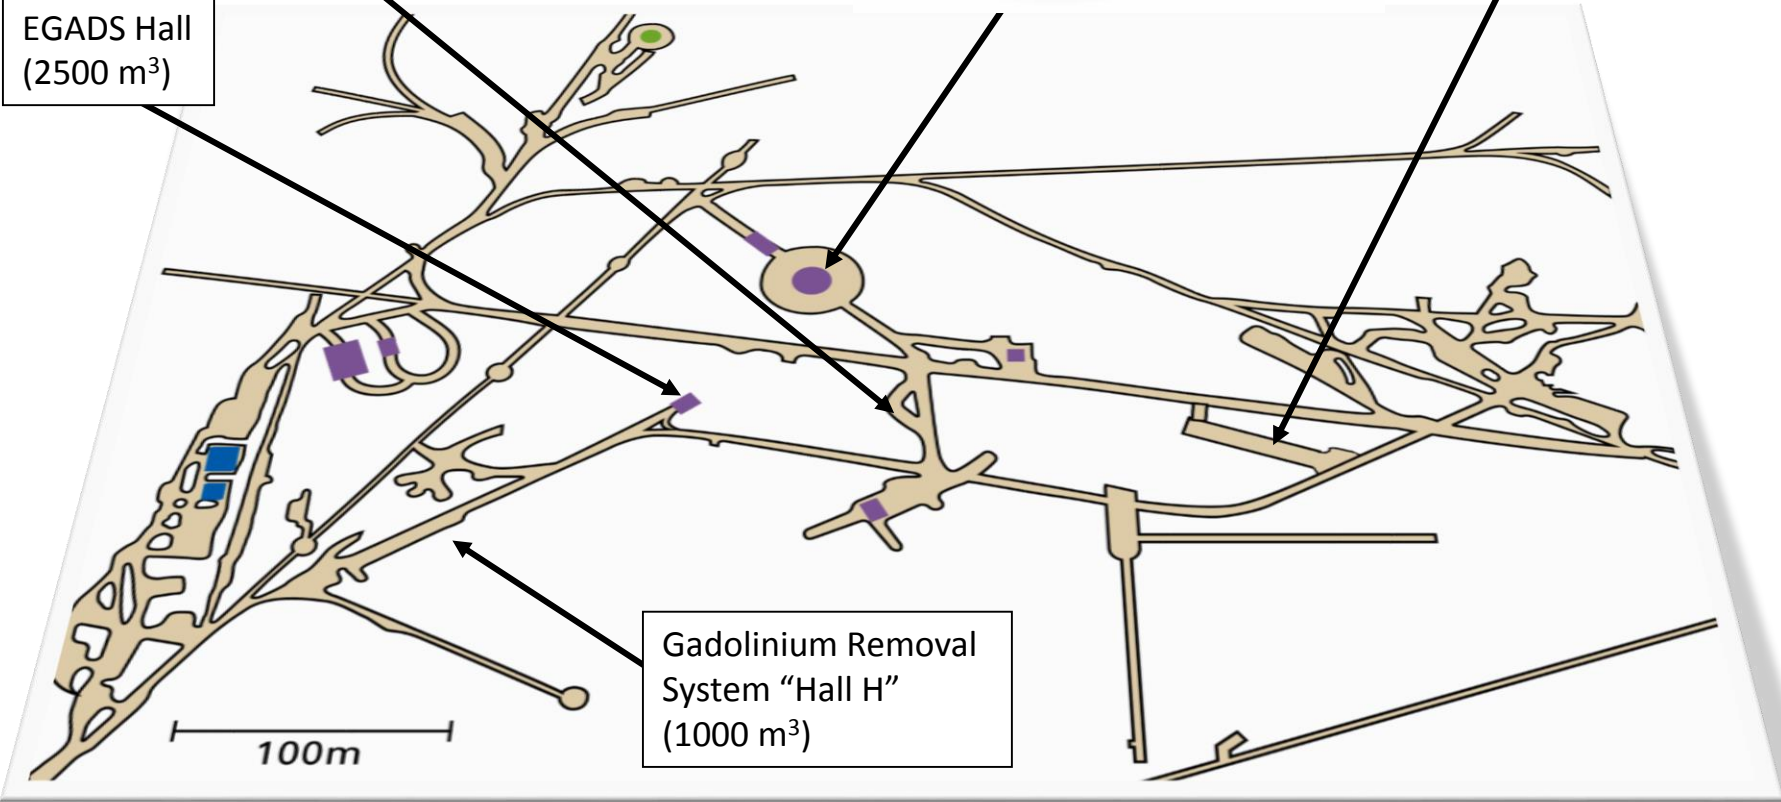 EGADS Hall
(2500 m³)
Gadolinium Removal
System “Hall H”
(1000 m³)
100m